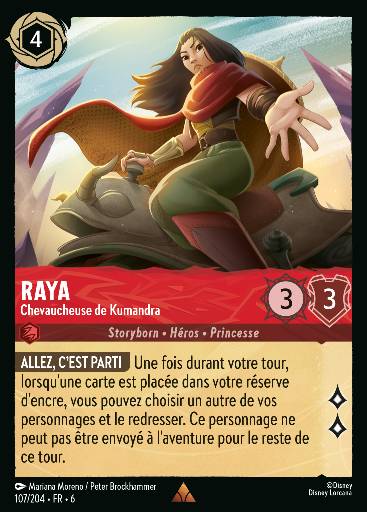 4
RAYA
Chevaucheuse de Kumandra
3
3
Storyborn • Héros • Princesse
ALLEZ, C'EST PARTI Une fois durant votre tour,
lorsqu'une carte est placée dans votre réserve
d'encre, vous pouvez choisir un autre de vos
personnages et le redresser. Ce personnage ne
peut pas être envoyé à l'aventure pour le reste de
ce tour.
Mariana Moreno / Peter Brockhammer
©Disney
107/204 • FR • 6
Disney Lorcana